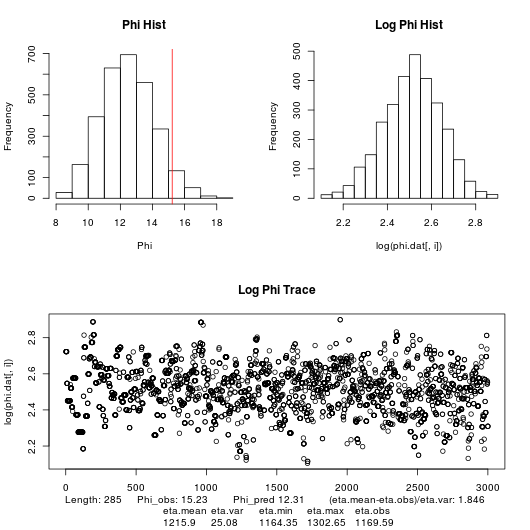 Phi Hist
Log Phi Hist
Frequency
0 100 300 500 700
8 10 12 14 16 18
Phi
Frequency
0 100 200 300 400 500
2.2 2.4 2.6 2.8
log(phi.dat[, i])
Log Phi Trace
log(phi.dat[, i])
2.2 2.4 2.6 2.8
0 500 1000 1500 2000 2500 3000
Length: 285 Phi_obs: 15.23 Phi_pred 12.31 (eta.mean-eta.obs)/eta.var: 1.846
eta.mean eta.var eta.min eta.max eta.obs
1215.9 25.08 1164.35 1302.65 1169.59